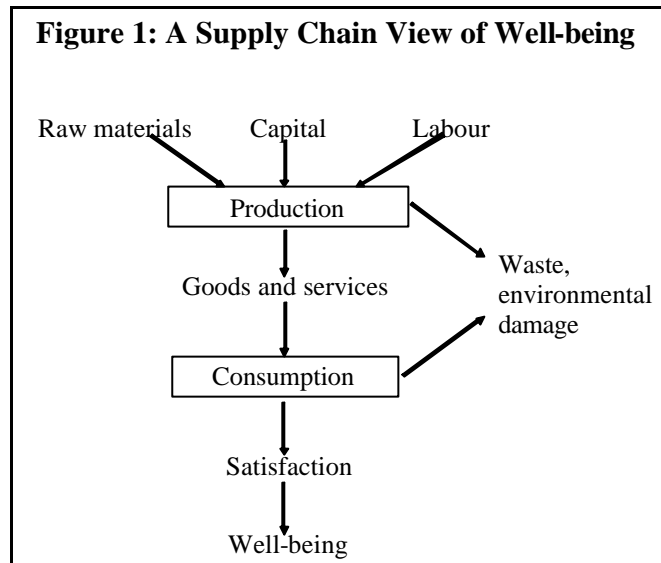 Figure 1: A Supply Chain View of Well-being
Raw materials Capital Labour
Production
Goods and services
Waste,
environmental
damage
Consumption
Satisfaction
Well-being